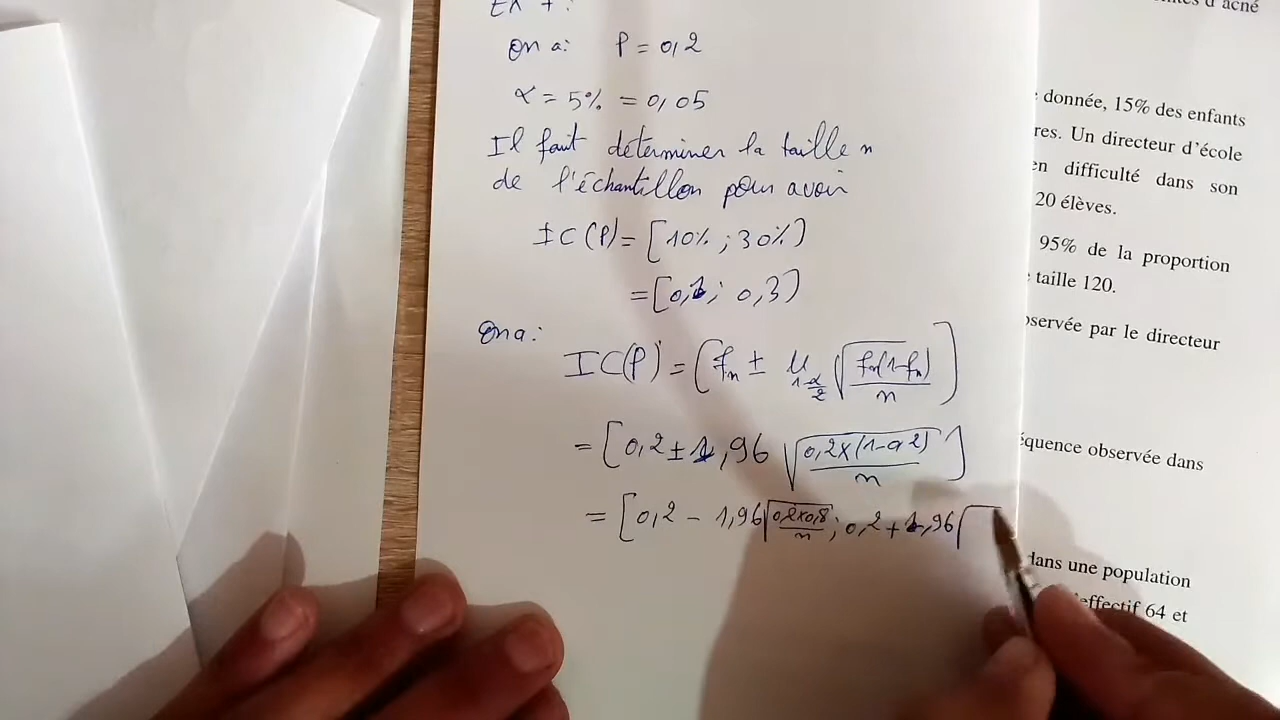 Ex 7:
On a: P = 0,2
α = 5% = 0,05
Il faut déterminer la taille n
de l'échantillon pour avoir
IC(P) = [10% ; 30%]
= [0,1; 0,3]
On a:
IC(P) = [fn ± u1-α/2 √(fn(1-fn)/n)]
= [0,2 ± 1,96 √(0,2×(1-0,2)/n)]
= [0,2 - 1,96 √(0,2×0,8/n); 0,2 + 1,96 √
d'acné
donnée, 15% des enfants
res. Un directeur d'école
en difficulté dans son
20 élèves.
95% de la proportion
taille 120.
bservée par le directeur
équence observée dans
dans une population
effectif 64 et